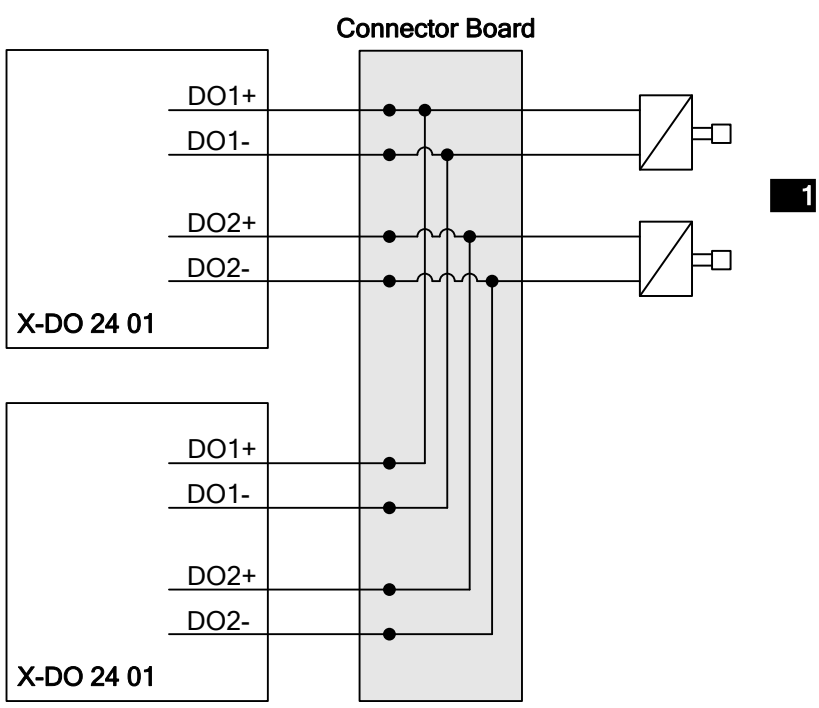 Connector Board
DO1+
DO1-
DO2+
DO2-
X-DO 24 01
1
DO1+
DO1-
DO2+
DO2-
X-DO 24 01